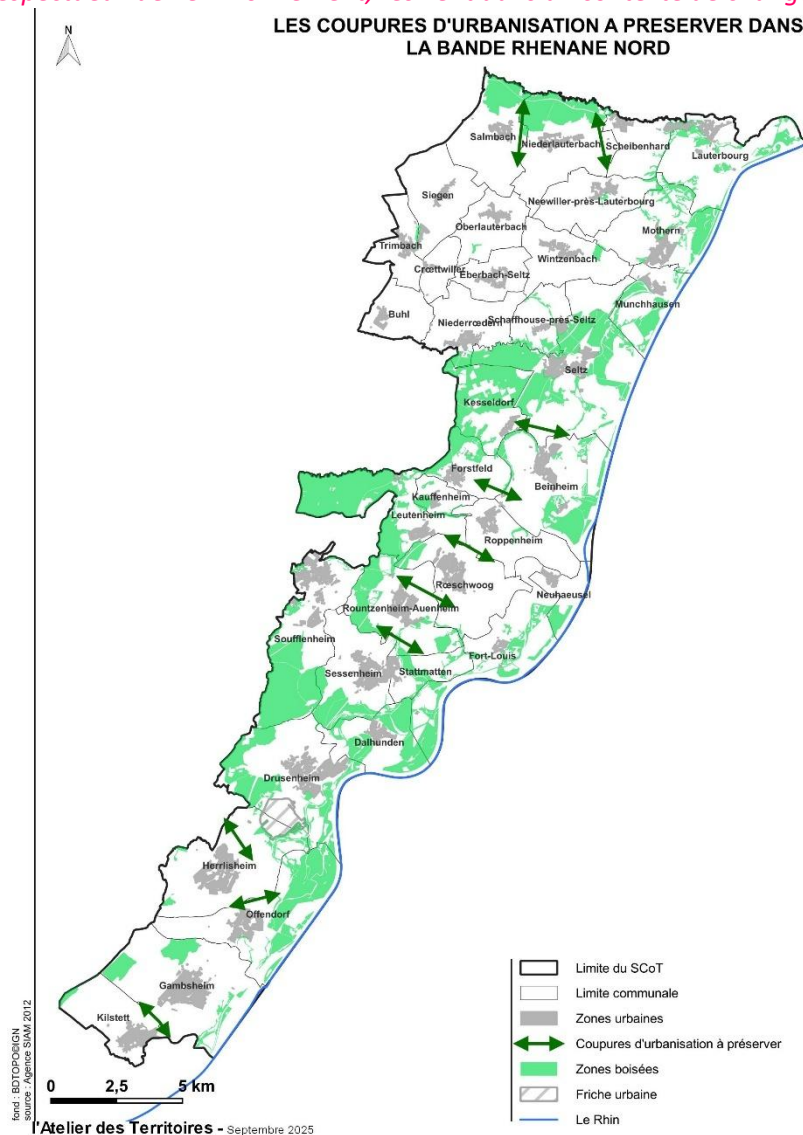 LES COUPURES D'URBANISATION A PRESERVER DANS
LA BANDE RHENANE NORD
N
Salmbach
Niederlauterbach
Scheibenhard
Lauterbourg
Siegen
Neewiller-près-Lauterbourg
Oberlauterbach
Mothern
Trimbach
Wintzenbach
Crœttwiller
Eberbach-Seltz
Munchhausen
Buhl
Niederrœdern
Schaffhouse-près-Seltz
Seltz
Kesseldorf
Forstfeld
Beinheim
Kauffenheim
Leutenheim
Roppenheim
Rœschwoog
Neuhaeusel
Rountzenheim-Auenheim
Soufflenheim
Fort-Louis
Sessenheim
Stattmatten
Dalhunden
Drusenheim
Herrlisheim
Offendorf
Gambsheim
Kilstett
Limite du SCoT
Limite communale
Zones urbaines
Coupures d'urbanisation à préserver
Zones boisées
Friche urbaine
Le Rhin
0 2,5 5 km
fond : BDTOPO©IGN
source : Agence SIAM 2012
l'Atelier des Territoires - Septembre 2025